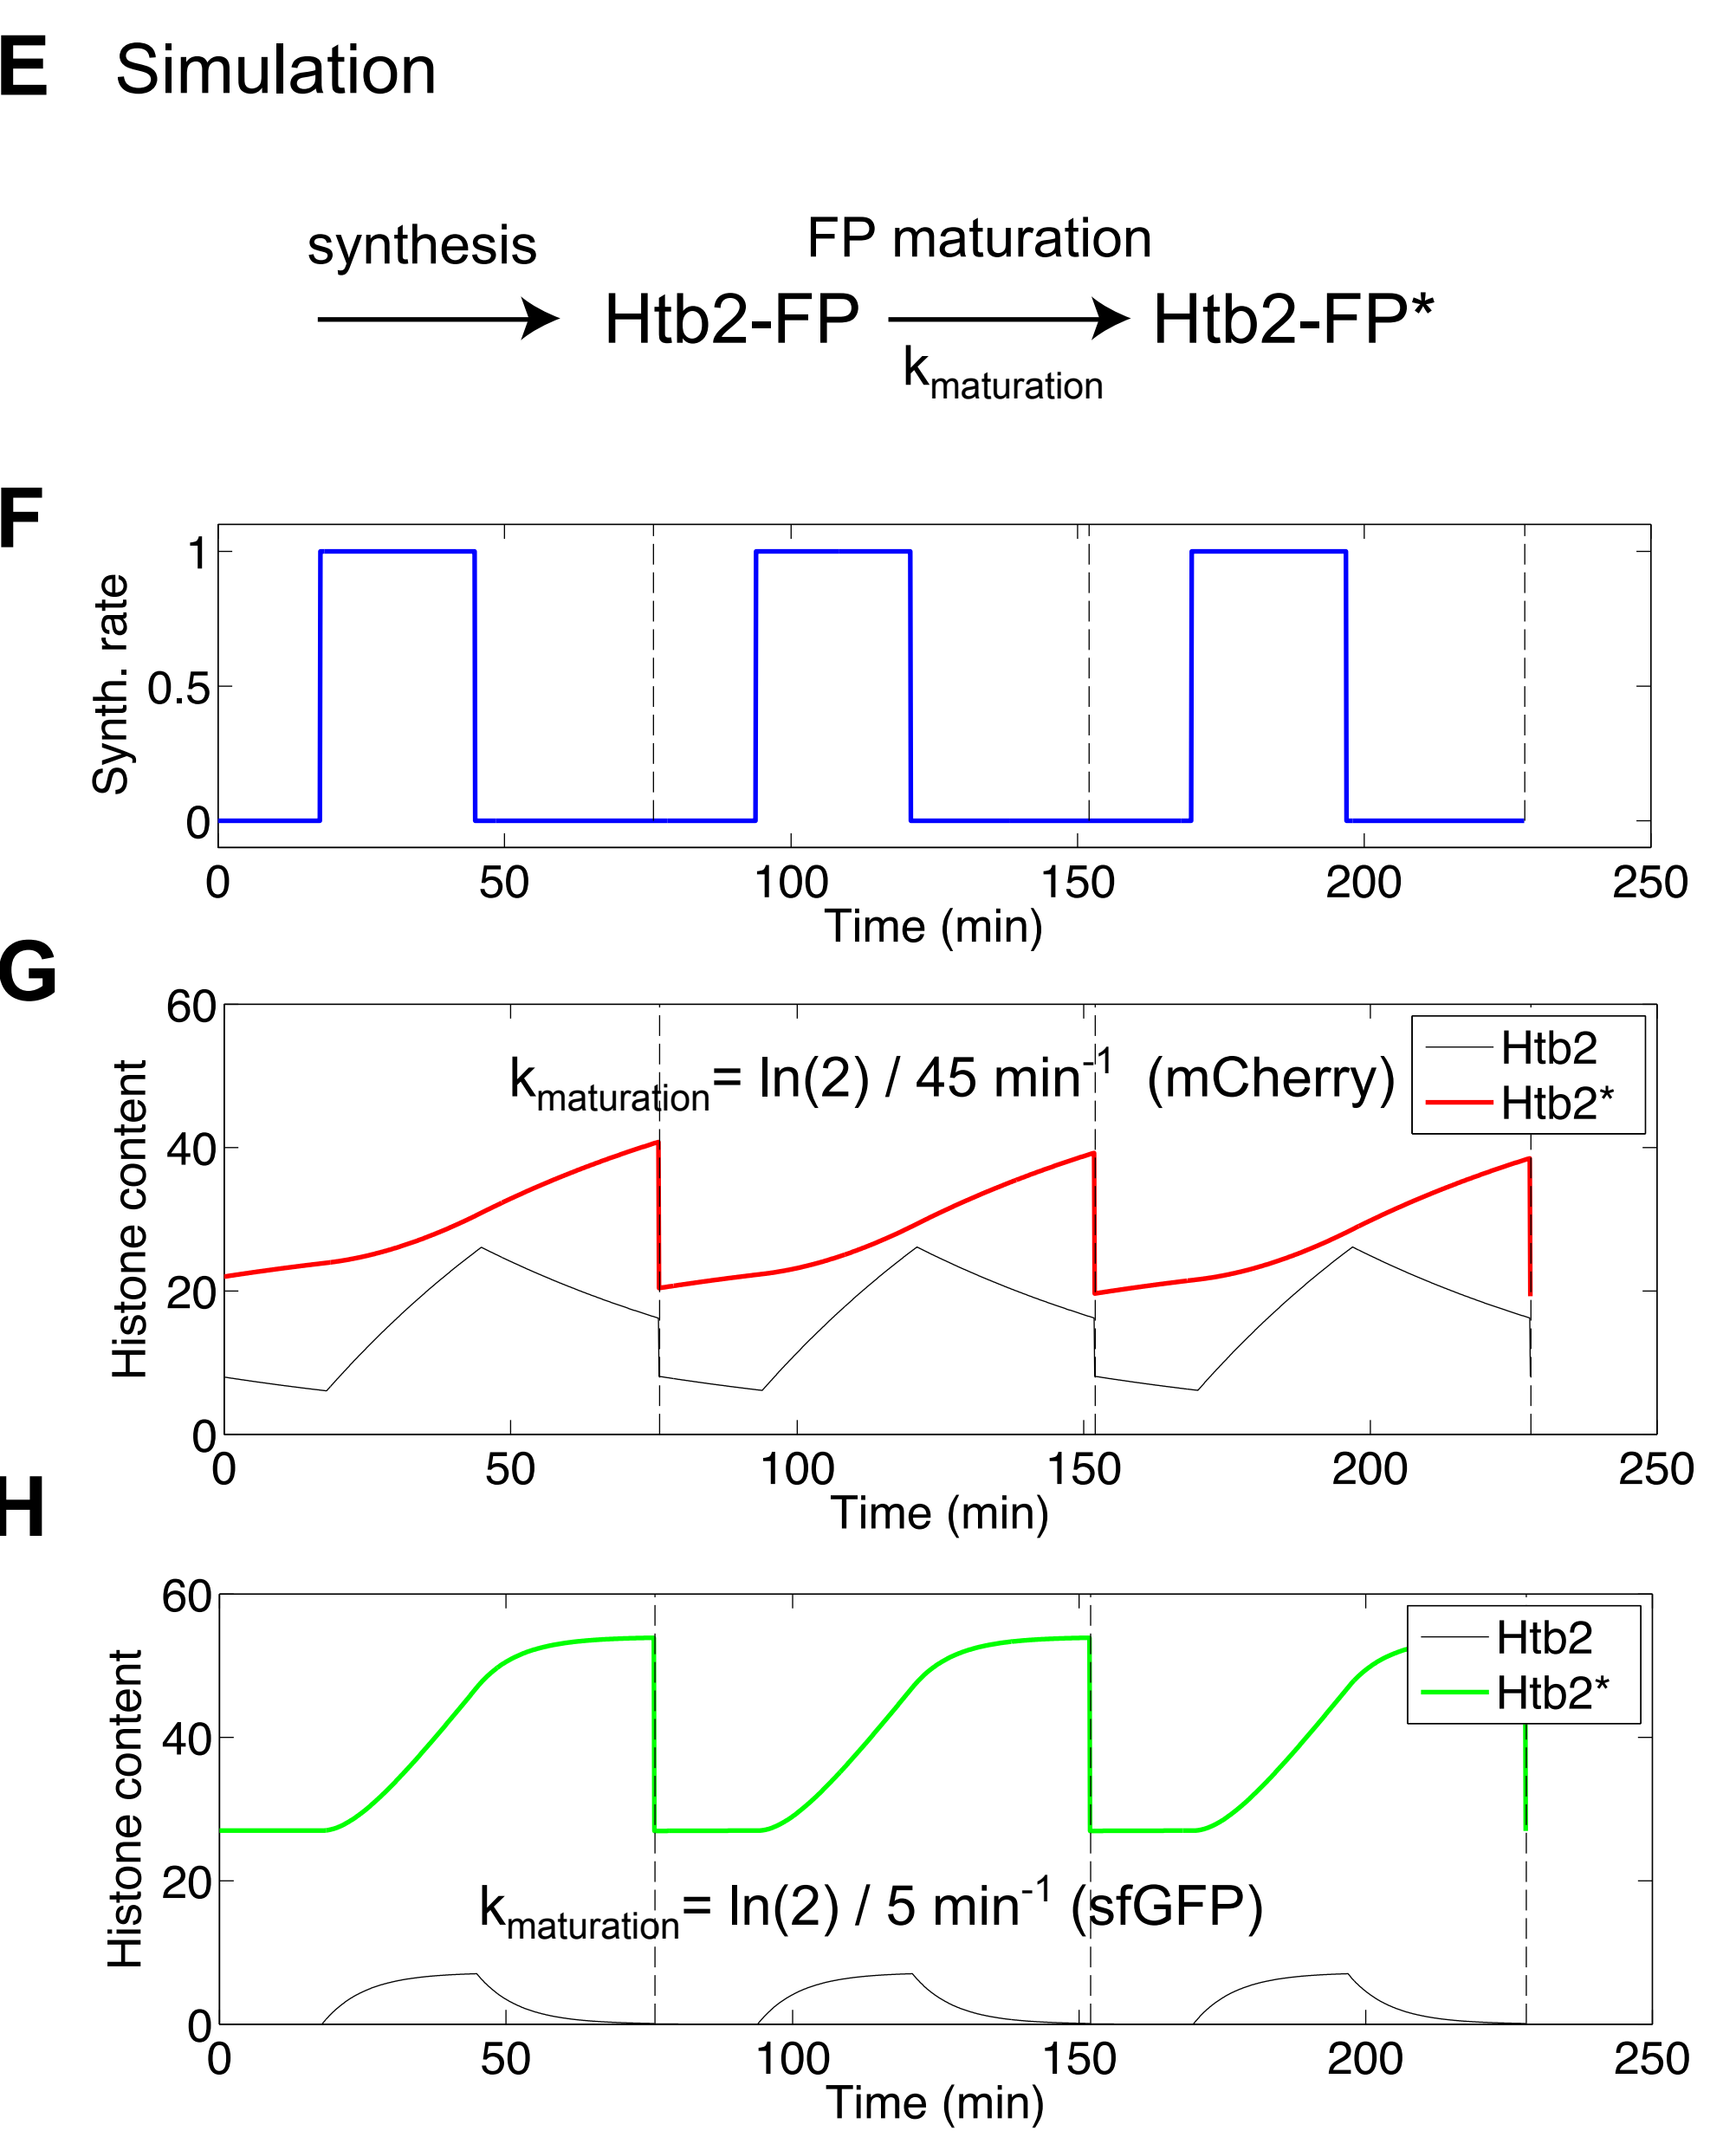 E Simulation
synthesis
FP maturation
Htb2-FP
Htb2-FP*
kmaturation
F
1
0.5
0
Synth. rate
0 50 100 150 200 250
Time (min)
G
60
40
20
0
Histone content
kmaturation= ln(2) / 45 min-1 (mCherry)
Htb2
Htb2*
0 50 100 150 200 250
Time (min)
H
60
40
20
0
Histone content
Htb2
Htb2*
kmaturation= ln(2) / 5 min-1 (sfGFP)
0 50 100 150 200 250
Time (min)